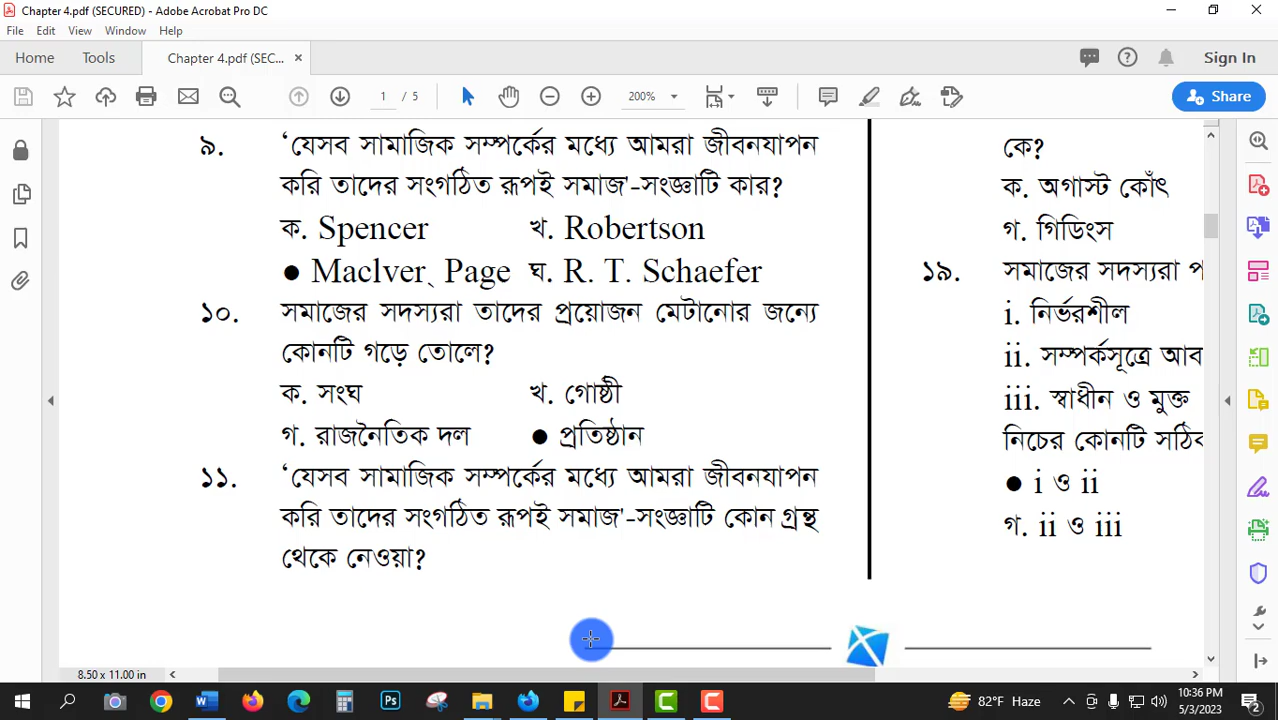 Chapter 4.pdf (SECURED) - Adobe Acrobat Pro DC
File Edit View Window Help
Home Tools Chapter 4.pdf (SEC... × Sign In
1 / 5 200% Share
৯. ‘যেসব সামাজিক সম্পর্কের মধ্যে আমরা জীবনযাপন
করি তাদের সংগঠিত রূপই সমাজ'-সংজ্ঞাটি কার?
ক. Spencer খ. Robertson
● Maclver ্ Page ঘ. R. T. Schaefer
১০. সমাজের সদস্যরা তাদের প্রয়োজন মেটানোর জন্যে
কোনটি গড়ে তোলে?
ক. সংঘ খ. গোষ্ঠী
গ. রাজনৈতিক দল ● প্রতিষ্ঠান
১১. ‘যেসব সামাজিক সম্পর্কের মধ্যে আমরা জীবনযাপন
করি তাদের সংগঠিত রূপই সমাজ'-সংজ্ঞাটি কোন গ্রন্থ
থেকে নেওয়া?
কে?
ক. অগাস্ট কোঁৎ
গ. গিডিংস
১৯. সমাজের সদস্যরা প
i. নির্ভরশীল
ii. সম্পর্কসূত্রে আব
iii. স্বাধীন ও মুক্ত
নিচের কোনটি সঠিব
● i ও ii
গ. ii ও iii
8.50 x 11.00 in
82°F Haze 10:36 PM
5/3/2023 2